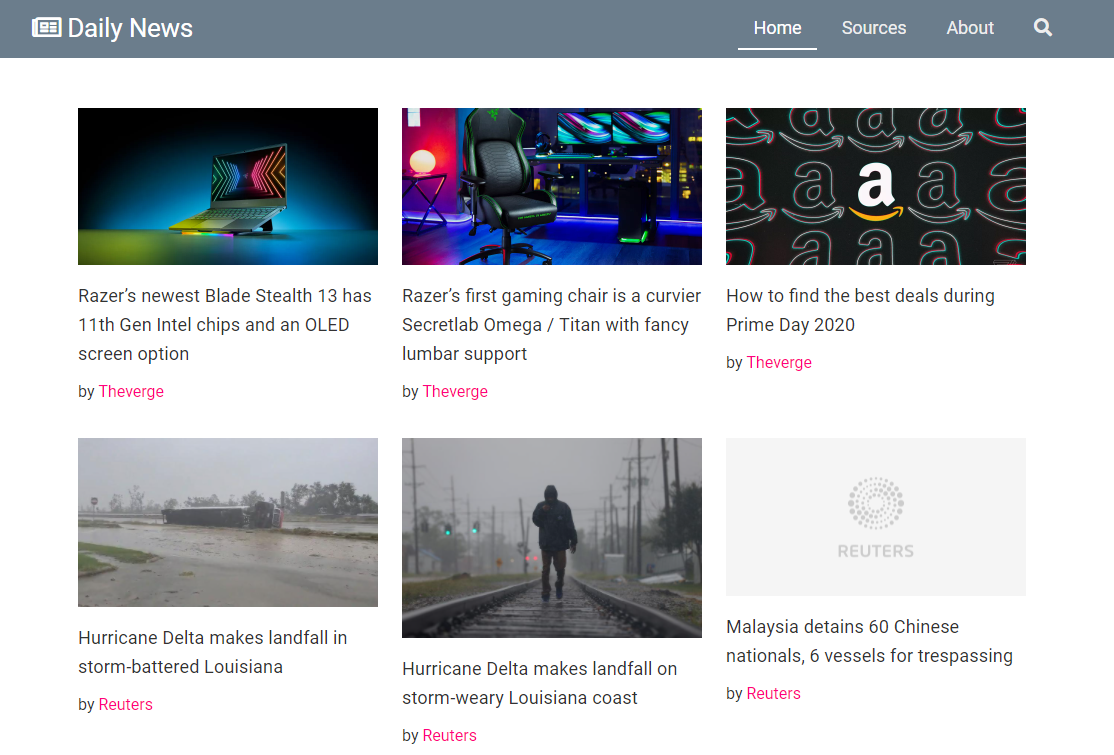 Daily News
Home
Sources
About
Razer’s newest Blade Stealth 13 has
11th Gen Intel chips and an OLED
screen option
by Theverge
Razer’s first gaming chair is a curvier
Secretlab Omega / Titan with fancy
lumbar support
by Theverge
a
How to find the best deals during
Prime Day 2020
by Theverge
Hurricane Delta makes landfall in
storm-battered Louisiana
by Reuters
Hurricane Delta makes landfall on
storm-weary Louisiana coast
by Reuters
REUTERS
Malaysia detains 60 Chinese
nationals, 6 vessels for trespassing
by Reuters